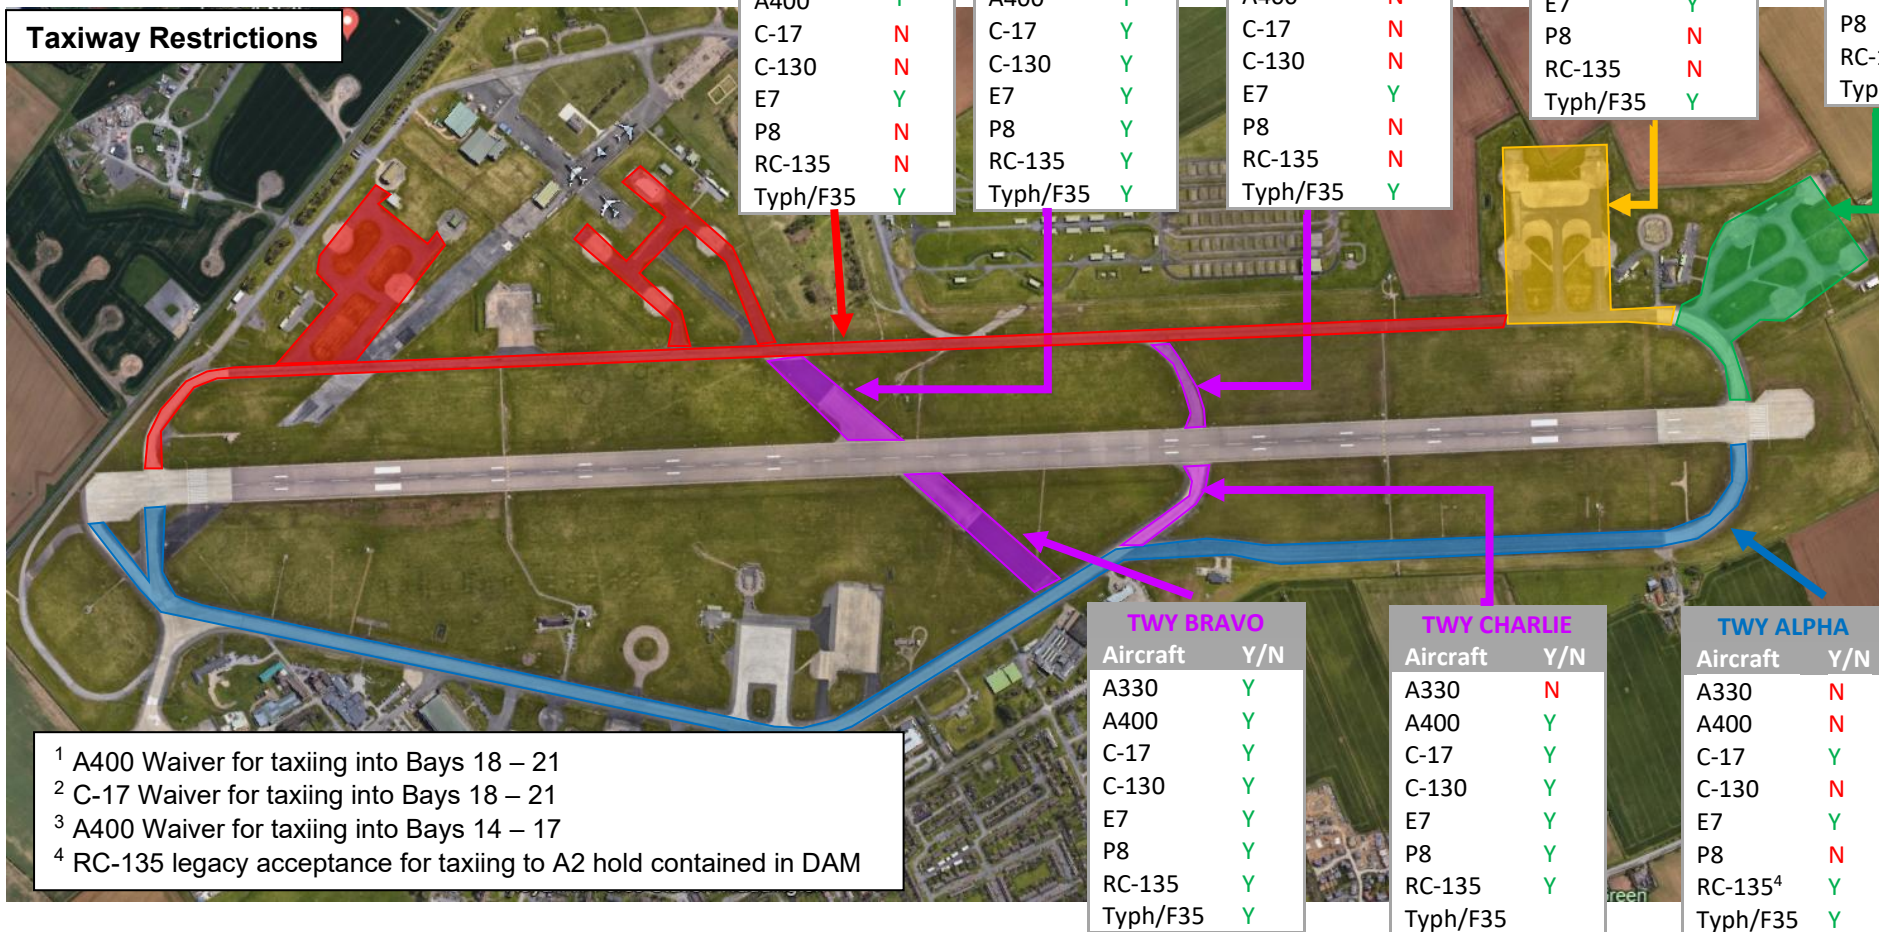 Taxiway Restrictions
A400 Y
C-17 N
C-130 N
E7 Y
P8 N
RC-135 N
Typh/F35 Y
A400 Y
C-17 Y
C-130 Y
E7 Y
P8 Y
RC-135 Y
Typh/F35 Y
A400 N
C-17 N
C-130 N
E7 Y
P8 N
RC-135 N
Typh/F35 Y
E7 Y
P8 N
RC-135 N
Typh/F35 Y
P8
TWY BRAVO
Aircraft Y/N
A330 Y
A400 Y
C-17 Y
C-130 Y
E7 Y
P8 Y
RC-135 Y
Typh/F35 Y
TWY CHARLIE
Aircraft Y/N
A330 N
A400 Y
C-17 Y
C-130 Y
E7 Y
P8 Y
RC-135 Y
Typh/F35
TWY ALPHA
Aircraft Y/N
A330 N
A400 N
C-17 Y
C-130 N
E7 Y
P8 N
RC-135⁴ Y
Typh/F35 Y
¹ A400 Waiver for taxiing into Bays 18 – 21
² C-17 Waiver for taxiing into Bays 18 – 21
³ A400 Waiver for taxiing into Bays 14 – 17
⁴ RC-135 legacy acceptance for taxiing to A2 hold contained in DAM